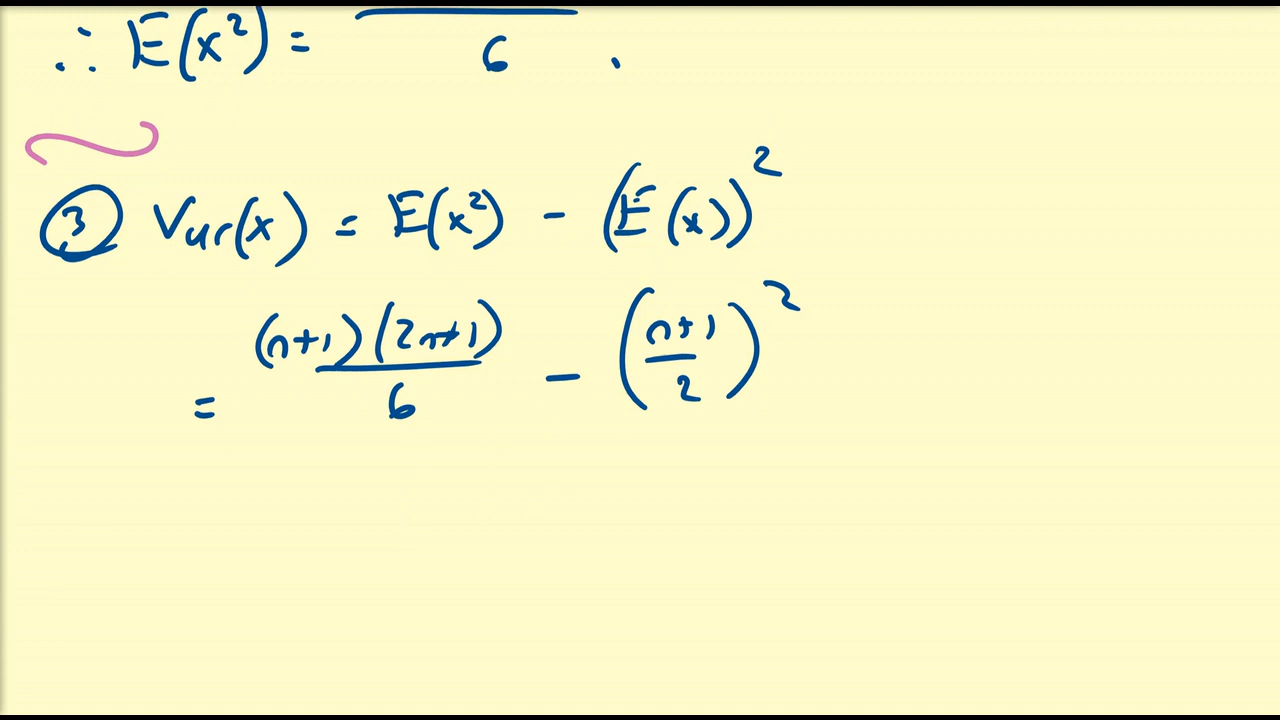 ∴ E(x²) = ―/6 .
③ Var(x) = E(x²) - (E(x))²
= (n+1)(2n+1)/6 - ((n+1)/2)²